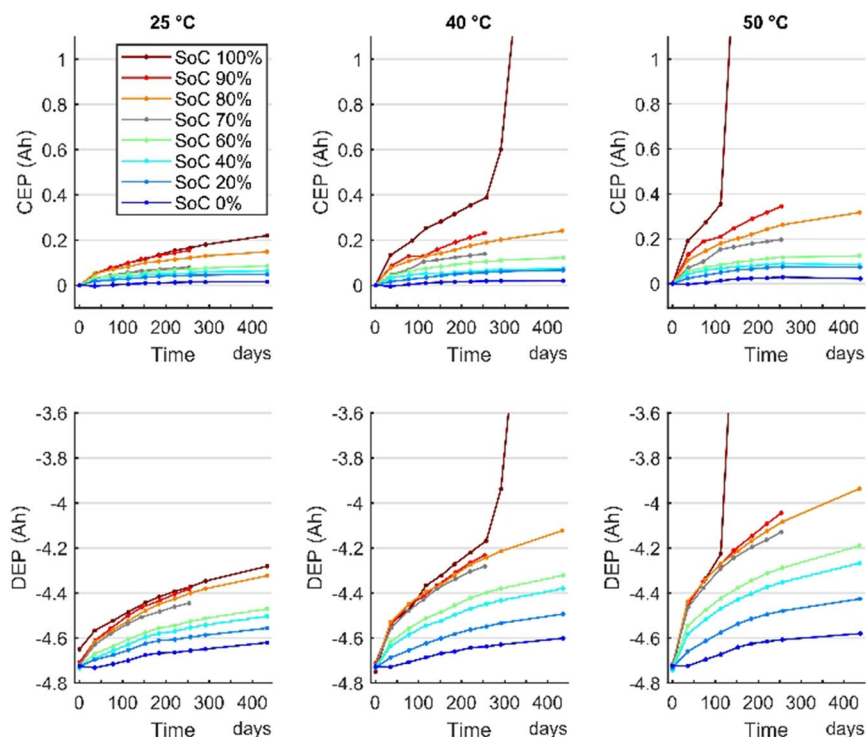 25 °C
40 °C
50 °C
CEP (Ah)
1
0.8
0.6
0.4
0.2
0
SoC 100%
SoC 90%
SoC 80%
SoC 70%
SoC 60%
SoC 40%
SoC 20%
SoC 0%
0 100 200 300 400
Time days
CEP (Ah)
1
0.8
0.6
0.4
0.2
0
0 100 200 300 400
Time days
CEP (Ah)
1
0.8
0.6
0.4
0.2
0
0 100 200 300 400
Time days
DEP (Ah)
-3.6
-3.8
-4
-4.2
-4.4
-4.6
-4.8
0 100 200 300 400
Time days
DEP (Ah)
-3.6
-3.8
-4
-4.2
-4.4
-4.6
-4.8
0 100 200 300 400
Time days
DEP (Ah)
-3.6
-3.8
-4
-4.2
-4.4
-4.6
-4.8
0 100 200 300 400
Time days